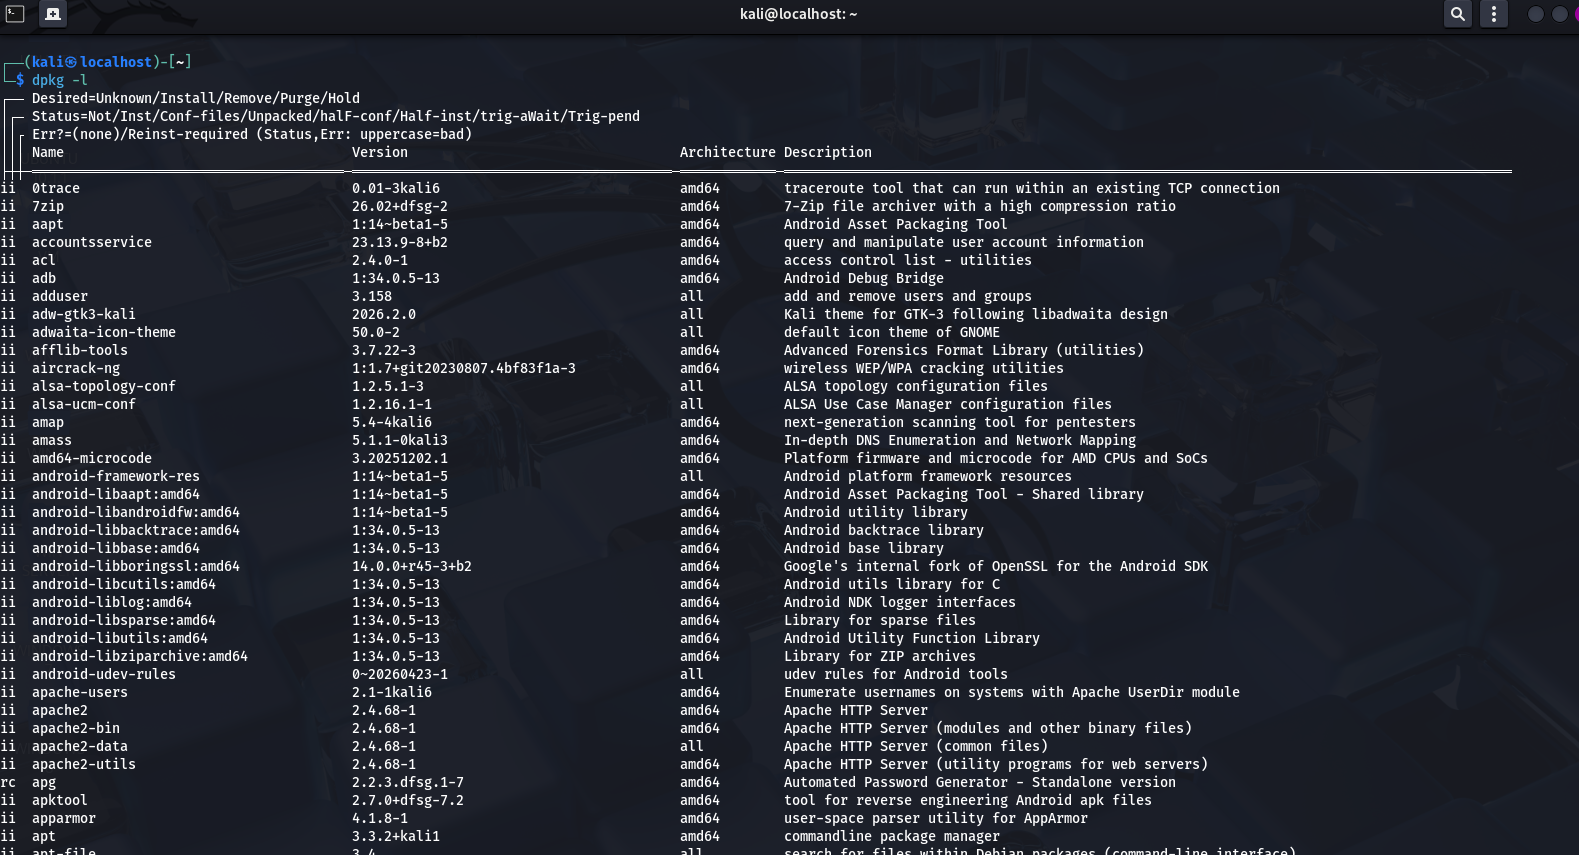 kali@localhost: ~
(kali㉿localhost)-[~]
$ dpkg -l
Desired=Unknown/Install/Remove/Purge/Hold
Status=Not/Inst/Conf-files/Unpacked/halF-conf/Half-inst/trig-aWait/Trig-pend
Err?=(none)/Reinst-required (Status,Err: uppercase=bad)
Name Version Architecture Description
ii 0trace 0.01-3kali6 amd64 traceroute tool that can run within an existing TCP connection
ii 7zip 26.02+dfsg-2 amd64 7-Zip file archiver with a high compression ratio
ii aapt 1:14~beta1-5 amd64 Android Asset Packaging Tool
ii accountsservice 23.13.9-8+b2 amd64 query and manipulate user account information
ii acl 2.4.0-1 amd64 access control list - utilities
ii adb 1:34.0.5-13 amd64 Android Debug Bridge
ii adduser 3.158 all add and remove users and groups
ii adw-gtk3-kali 2026.2.0 all Kali theme for GTK-3 following libadwaita design
ii adwaita-icon-theme 50.0-2 all default icon theme of GNOME
ii afflib-tools 3.7.22-3 amd64 Advanced Forensics Format Library (utilities)
ii aircrack-ng 1:1.7+git20230807.4bf83f1a-3 amd64 wireless WEP/WPA cracking utilities
ii alsa-topology-conf 1.2.5.1-3 all ALSA topology configuration files
ii alsa-ucm-conf 1.2.16.1-1 all ALSA Use Case Manager configuration files
ii amap 5.4-4kali6 amd64 next-generation scanning tool for pentesters
ii amass 5.1.1-0kali3 amd64 In-depth DNS Enumeration and Network Mapping
ii amd64-microcode 3.20251202.1 amd64 Platform firmware and microcode for AMD CPUs and SoCs
ii android-framework-res 1:14~beta1-5 all Android platform framework resources
ii android-libaapt:amd64 1:14~beta1-5 amd64 Android Asset Packaging Tool - Shared library
ii android-libandroidfw:amd64 1:14~beta1-5 amd64 Android utility library
ii android-libbacktrace:amd64 1:34.0.5-13 amd64 Android backtrace library
ii android-libbase:amd64 1:34.0.5-13 amd64 Android base library
ii android-libboringssl:amd64 14.0.0+r45-3+b2 amd64 Google's internal fork of OpenSSL for the Android SDK
ii android-libcutils:amd64 1:34.0.5-13 amd64 Android utils library for C
ii android-liblog:amd64 1:34.0.5-13 amd64 Android NDK logger interfaces
ii android-libsparse:amd64 1:34.0.5-13 amd64 Library for sparse files
ii android-libutils:amd64 1:34.0.5-13 amd64 Android Utility Function Library
ii android-libziparchive:amd64 1:34.0.5-13 amd64 Library for ZIP archives
ii android-udev-rules 0~20260423-1 all udev rules for Android tools
ii apache-users 2.1-1kali6 amd64 Enumerate usernames on systems with Apache UserDir module
ii apache2 2.4.68-1 amd64 Apache HTTP Server
ii apache2-bin 2.4.68-1 amd64 Apache HTTP Server (modules and other binary files)
ii apache2-data 2.4.68-1 all Apache HTTP Server (common files)
ii apache2-utils 2.4.68-1 amd64 Apache HTTP Server (utility programs for web servers)
rc apg 2.2.3.dfsg.1-7 amd64 Automated Password Generator - Standalone version
ii apktool 2.7.0+dfsg-7.2 amd64 tool for reverse engineering Android apk files
ii apparmor 4.1.8-1 amd64 user-space parser utility for AppArmor
ii apt 3.3.2+kali1 amd64 commandline package manager
ii apt-file 3.4 all search for files within Debian packages (command-line interface)